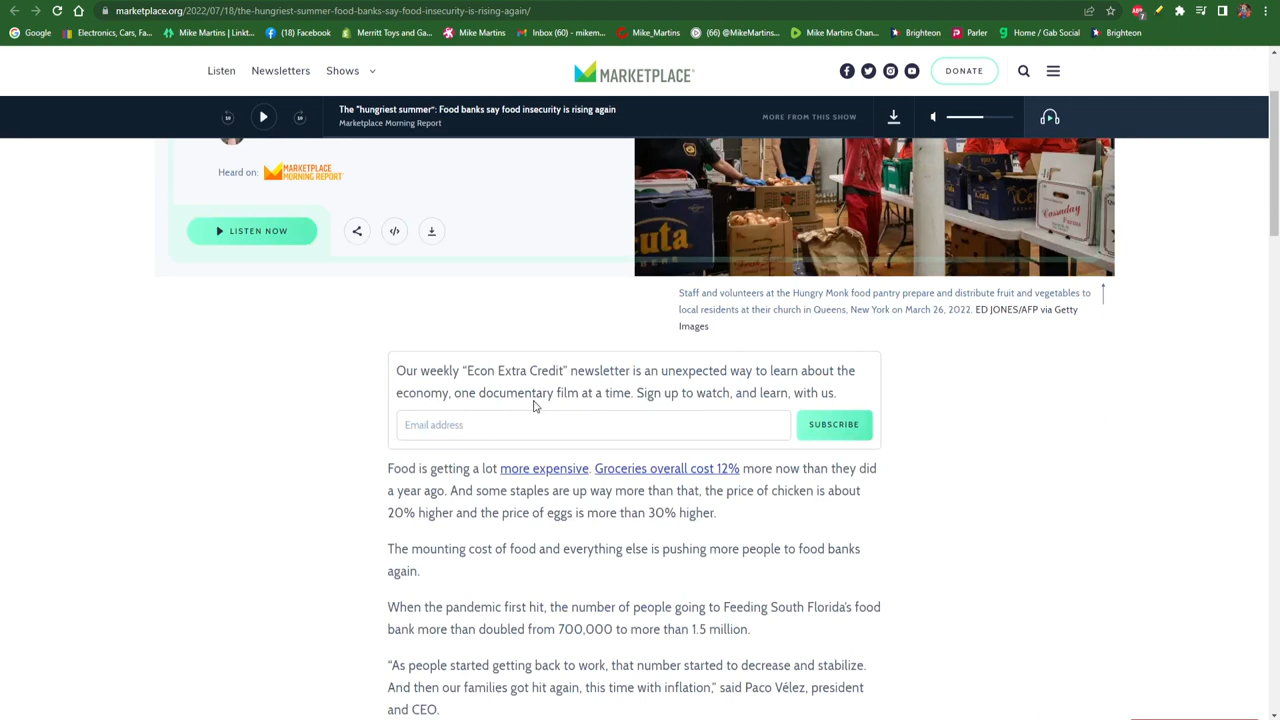 marketplace.org/2022/07/18/the-hungriest-summer-food-banks-say-food-insecurity-is-rising-again/
7
Google
Electronics, Cars, Fa...
Mike Martins | Linkt...
(18) Facebook
Merritt Toys and Ga...
Mike Martins
Inbox (60) - mikem...
Mike_Martins
(66) @MikeMartins...
Mike Martins Chan...
Brighteon
Parler
Home / Gab Social
Brighteon
Listen
Newsletters
Shows
MARKETPLACE
DONATE
10
10
The "hungriest summer": Food banks say food insecurity is rising again
Marketplace Morning Report
MORE FROM THIS SHOW
Heard on:
MARKETPLACE
MORNING REPORT
LISTEN NOW
Cassaday
Staff and volunteers at the Hungry Monk food pantry prepare and distribute fruit and vegetables to
local residents at their church in Queens, New York on March 26, 2022. ED JONES/AFP via Getty
Images
Our weekly "Econ Extra Credit" newsletter is an unexpected way to learn about the
economy, one documentary film at a time. Sign up to watch, and learn, with us.
Email address
SUBSCRIBE
Food is getting a lot more expensive. Groceries overall cost 12% more now than they did
a year ago. And some staples are up way more than that, the price of chicken is about
20% higher and the price of eggs is more than 30% higher.
The mounting cost of food and everything else is pushing more people to food banks
again.
When the pandemic first hit, the number of people going to Feeding South Florida's food
bank more than doubled from 700,000 to more than 1.5 million.
"As people started getting back to work, that number started to decrease and stabilize.
And then our families got hit again, this time with inflation," said Paco Vélez, president
and CEO.